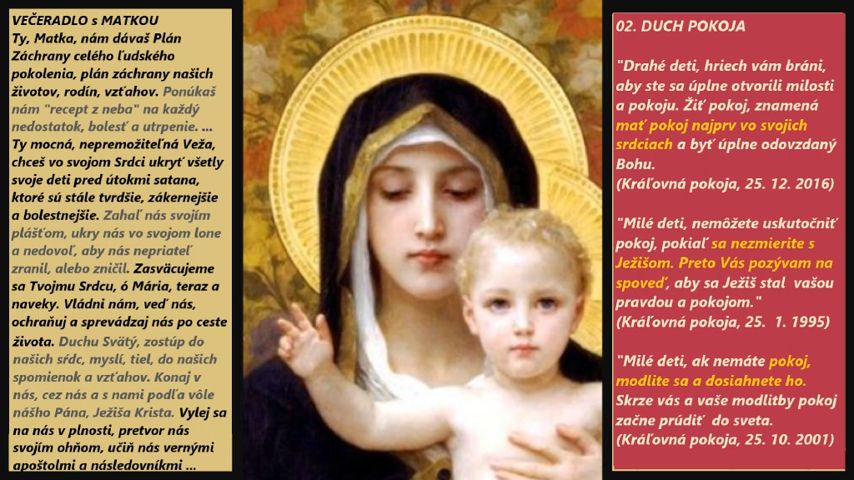 VEČERADLO s MATKOU
Ty, Matka, nám dávaš Plán
Záchrany celého ľudského
pokolenia, plán záchrany našich
životov, rodín, vzťahov. Ponúkaš
nám "recept z neba" na každý
nedostatok, bolesť a utrpenie. ...
Ty mocná, nepremožiteľná Veža,
chceš vo svojom Srdci ukryť všetly
svoje deti pred útokmi satana,
ktoré sú stále tvrdšie, zákernejšie
a bolestnejšie. Zahaľ nás svojím
plášťom, ukry nás vo svojom lone
a nedovoľ, aby nás nepriateľ
zranil, alebo zničil. Zasväcujeme
sa Tvojmu Srdcu, ó Mária, teraz a
naveky. Vládni nám, veď nás,
ochraňuj a sprevádzaj nás po ceste
života. Duchu Svätý, zostúp do
našich sŕdc, myslí, tiel, do našich
spomienok a vzťahov. Konaj v
nás, cez nás a s nami podľa vôle
nášho Pána, Ježiša Krista. Vylej sa
na nás v plnosti, pretvor nás
svojím ohňom, učiň nás vernými
apoštolmi a následovníkmi ...
02. DUCH POKOJA
"Drahé deti, hriech vám bráni,
aby ste sa úplne otvorili milosti
a pokoju. Žiť pokoj, znamená
mať pokoj najprv vo svojich
srdciach a byť úplne odovzdaný
Bohu.
(Kráľovná pokoja, 25. 12. 2016)
"Milé deti, nemôžete uskutočniť
pokoj, pokiaľ sa nezmierite s
Ježišom. Preto Vás pozývam na
spoveď, aby sa Ježiš stal vašou
pravdou a pokojom."
(Kráľovná pokoja, 25. 1. 1995)
"Milé deti, ak nemáte pokoj,
modlite sa a dosiahnete ho.
Skrze vás a vaše modlitby pokoj
začne prúdiť do sveta.
(Kráľovná pokoja, 25. 10. 2001)